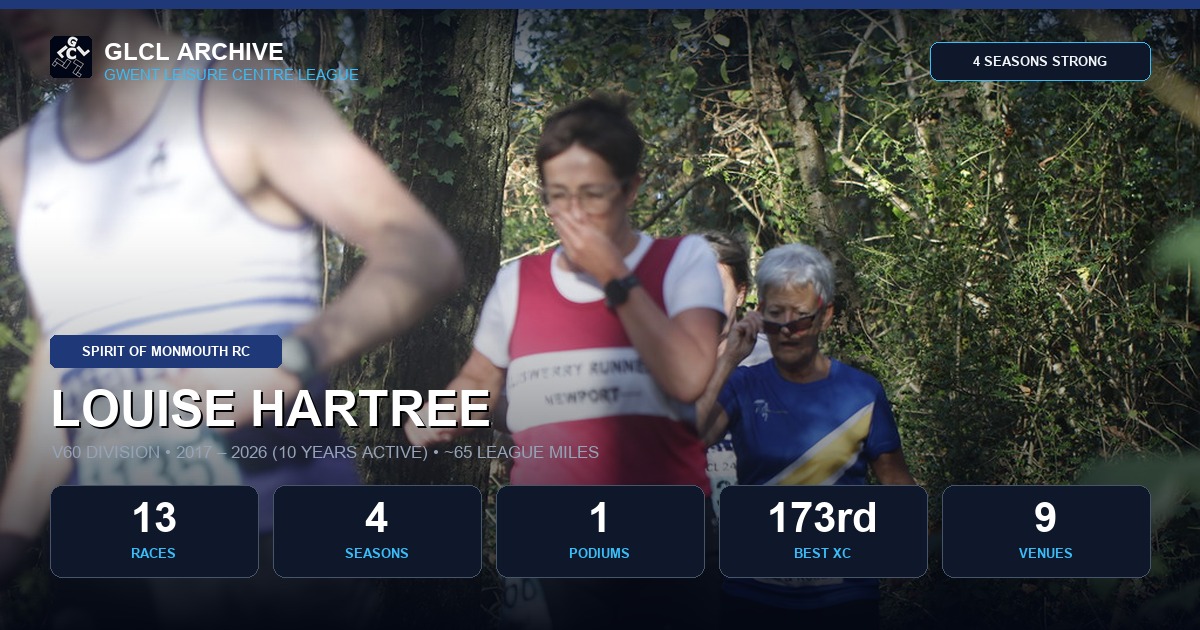 GLCL ARCHIVE
GWENT LEISURE CENTRE LEAGUE
4 SEASONS STRONG
SPIRIT OF MONMOUTH RC
LOUISE HARTREE
V60 DIVISION • 2017 – 2026 (10 YEARS ACTIVE) • ~65 LEAGUE MILES
13
RACES
4
SEASONS
1
PODIUMS
173rd
BEST XC
9
VENUES
NEWPORT